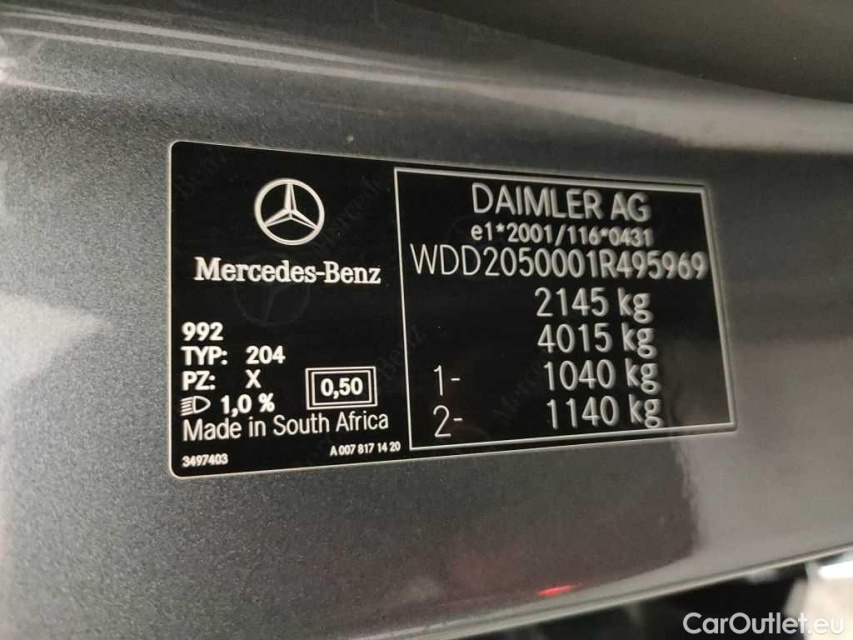 Mercedes-Benz
992
TYP: 204
PZ: X
0,50
1,0 %
Made in South Africa
3497403
A 007 817 14 20
DAIMLER AG
e1*2001/116*0431
WDD2050001R495969
2145 kg
4015 kg
1- 1040 kg
2- 1140 kg
CarOutlet.eu